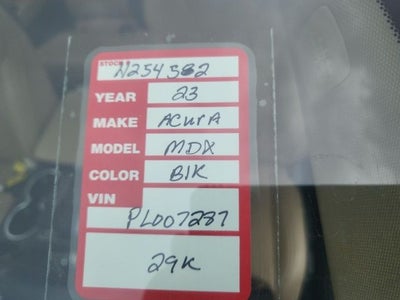 STOCK #
N254582
YEAR 23
MAKE ACURA
MODEL MDX
COLOR BlK
VIN
PL007287
29K